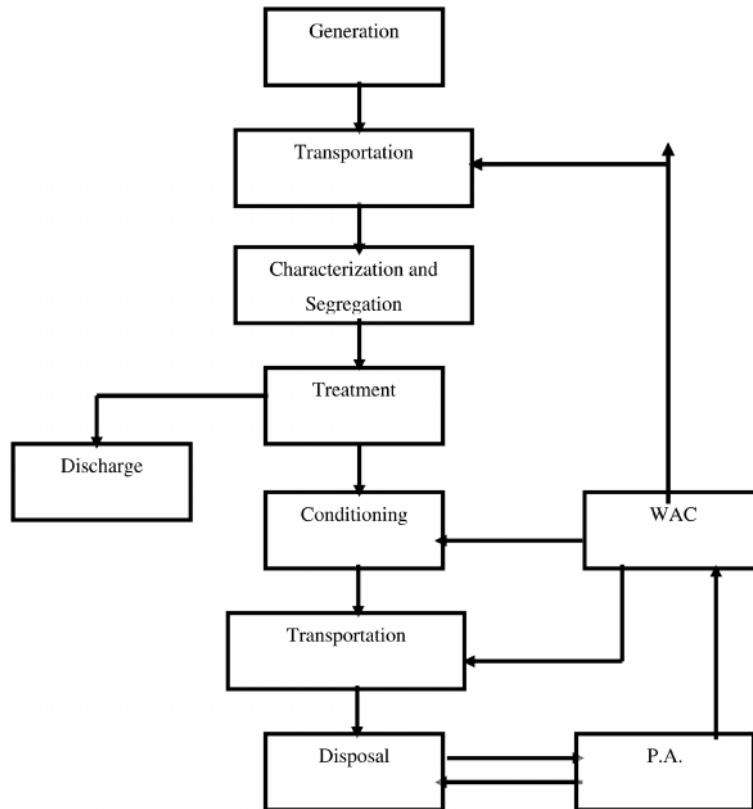 Generation
Transportation
Characterization and
Segregation
Treatment
Discharge
Conditioning
WAC
Transportation
Disposal
P.A.